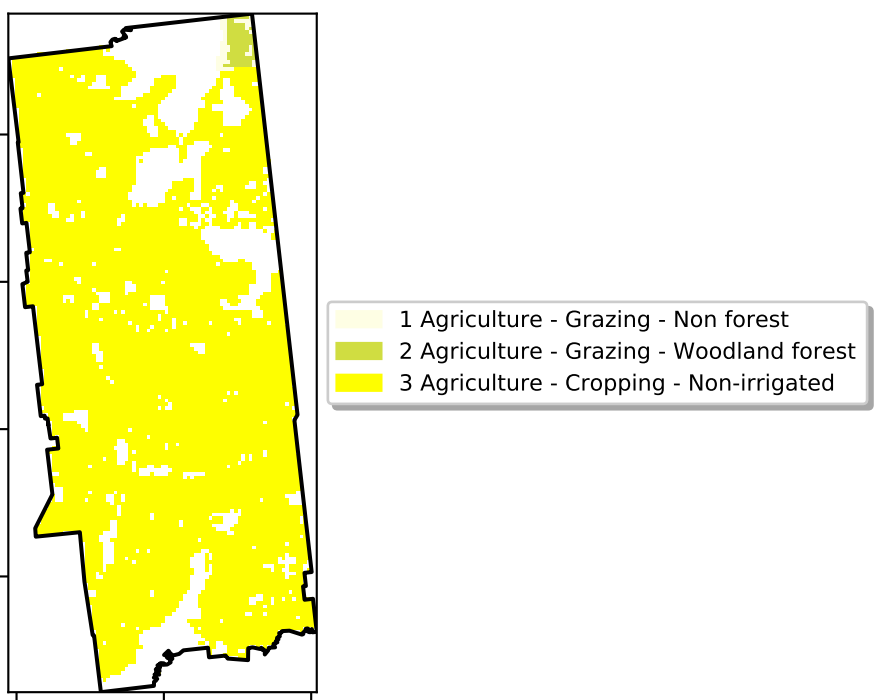 1 Agriculture - Grazing - Non forest
2 Agriculture - Grazing - Woodland forest
3 Agriculture - Cropping - Non-irrigated